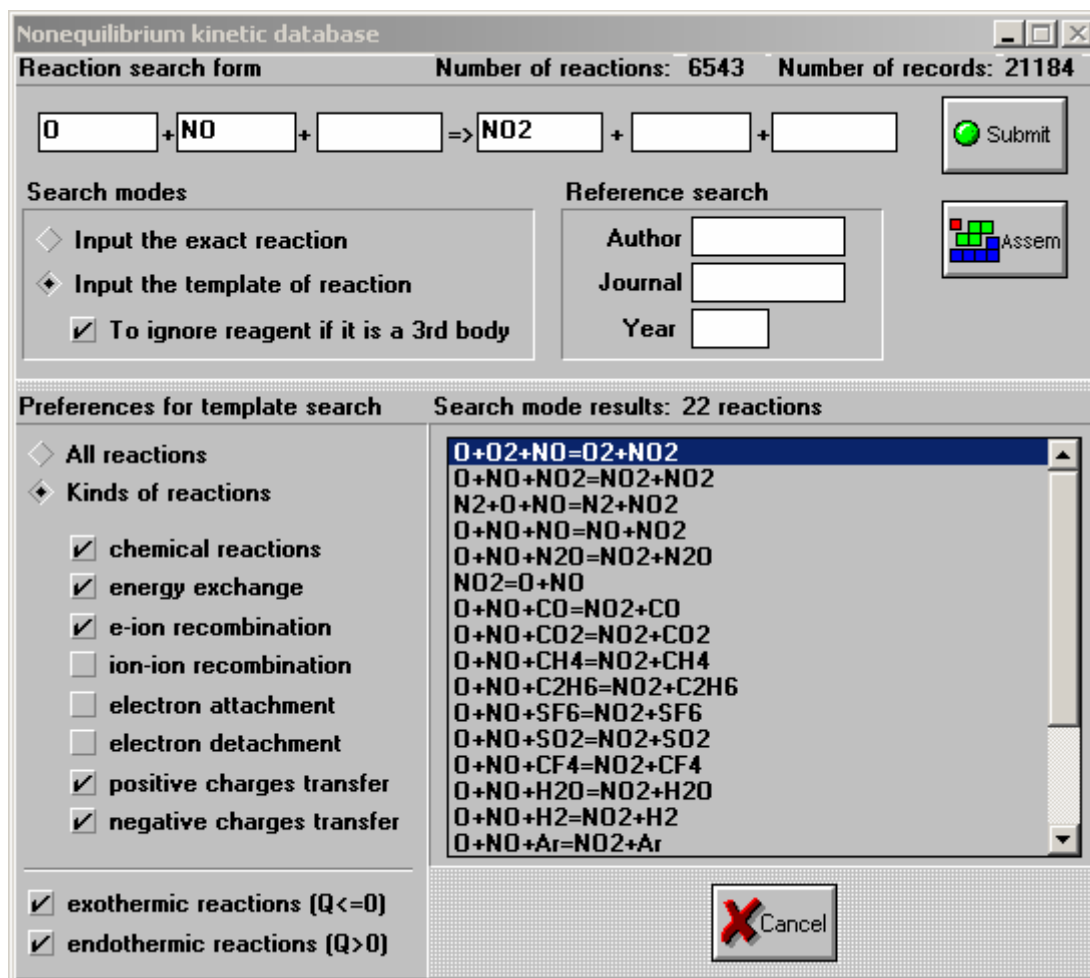 Nonequilibrium kinetic database
Reaction search form Number of reactions: 6543 Number of records: 21184
O + NO + => NO2 + +
Submit
Search modes
Input the exact reaction
Input the template of reaction
To ignore reagent if it is a 3rd body
Reference search
Author
Journal
Year
Assem
Preferences for template search
All reactions
Kinds of reactions
chemical reactions
energy exchange
e-ion recombination
ion-ion recombination
electron attachment
electron detachment
positive charges transfer
negative charges transfer
exothermic reactions (Q<=0)
endothermic reactions (Q>0)
Search mode results: 22 reactions
O+O2+NO=O2+NO2
O+NO+NO2=NO2+NO2
N2+O+NO=N2+NO2
O+NO+NO=NO+NO2
O+NO+N2O=NO2+N2O
NO2=O+NO
O+NO+CO=NO2+CO
O+NO+CO2=NO2+CO2
O+NO+CH4=NO2+CH4
O+NO+C2H6=NO2+C2H6
O+NO+SF6=NO2+SF6
O+NO+SO2=NO2+SO2
O+NO+CF4=NO2+CF4
O+NO+H2O=NO2+H2O
O+NO+H2=NO2+H2
O+NO+Ar=NO2+Ar
Cancel